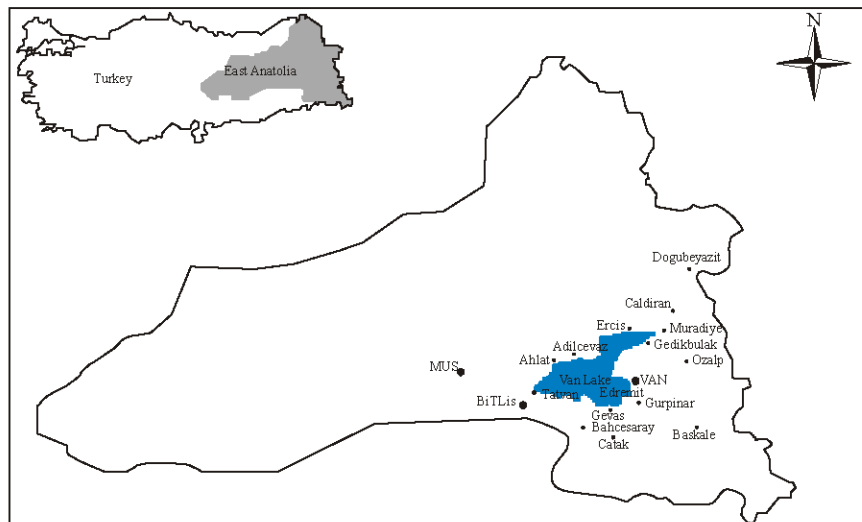 N
East Anatolia
Turkey
Dogubeyazit
Caldiran
Ercis
Muradiye
Gedikbulak
Adilcevaz
Ahlat
Ozalp
MUS
Van Lake
VAN
Tatvan
Edremit
BiTLis
Gurpinar
Gevas
Bahcesaray
Baskale
Catak